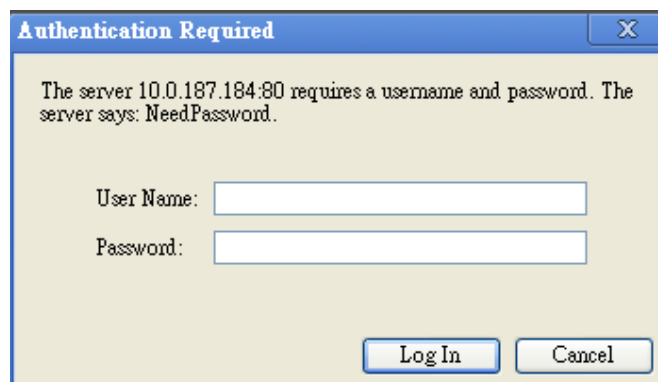 Authentication Required
X
The server 10.0.187.184:80 requires a username and password. The
server says: NeedPassword.
User Name:
Password:
Log In
Cancel